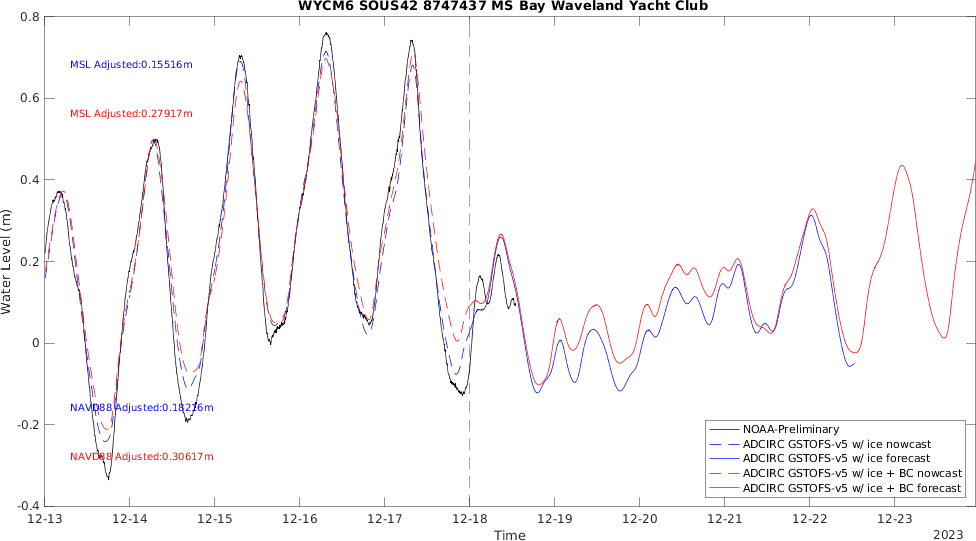 WYCM6 SOUS42 8747437 MS Bay Waveland Yacht Club
0.8
0.6
0.4
0.2
0
-0.2
-0.4
Water Level (m)
MSL Adjusted:0.15516m
MSL Adjusted:0.27917m
NAVD88 Adjusted:0.18216m
NAVD88 Adjusted:0.30617m
NOAA-Preliminary
ADCIRC GSTOFS-v5 w/ ice nowcast
ADCIRC GSTOFS-v5 w/ ice forecast
ADCIRC GSTOFS-v5 w/ ice + BC nowcast
ADCIRC GSTOFS-v5 w/ ice + BC forecast
12-13 12-14 12-15 12-16 12-17 12-18 12-19 12-20 12-21 12-22 12-23
Time
2023